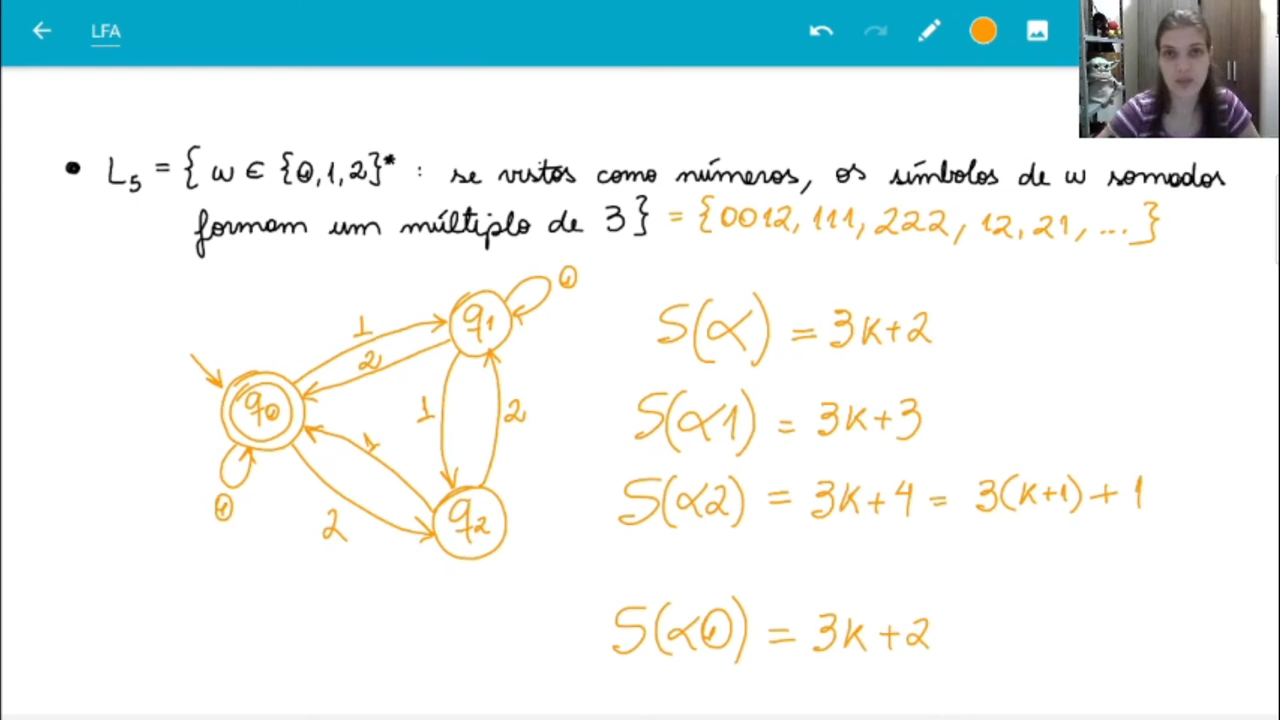 LFA
• L₅ = { w ∈ {0,1,2}* : se vistos como números, os símbolos de w somados
formam um múltiplo de 3 } = {0012, 111, 222, 12, 21, ...}
q₀
q₁
q₂
0
1
2
0
1
2
1
2
0
S(α) = 3k+2
S(α1) = 3k+3
S(α2) = 3k+4 = 3(k+1)+1
S(α0) = 3k+2